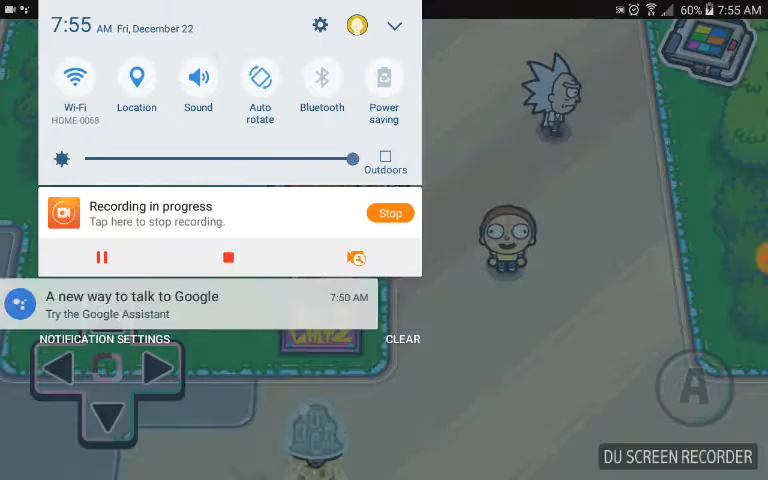 60% 7:55 AM
7:55 AM Fri, December 22
Wi-Fi
HOME-0068
Location
Sound
Auto rotate
Bluetooth
Power saving
Outdoors
Recording in progress
Tap here to stop recording.
Stop
A new way to talk to Google
7:50 AM
Try the Google Assistant
NOTIFICATION SETTINGS
CLEAR
A
DU SCREEN RECORDER